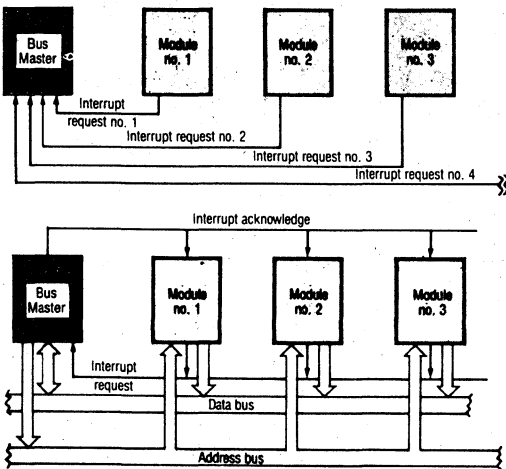 Bus
Master
Module
no. 1
Module
no. 2
Module
no. 3
Interrupt
request no. 1
Interrupt request no. 2
Interrupt request no. 3
Interrupt request no. 4
Interrupt acknowledge
Bus
Master
Module
no. 1
Module
no. 2
Module
no. 3
Interrupt
request
Data bus
Address bus